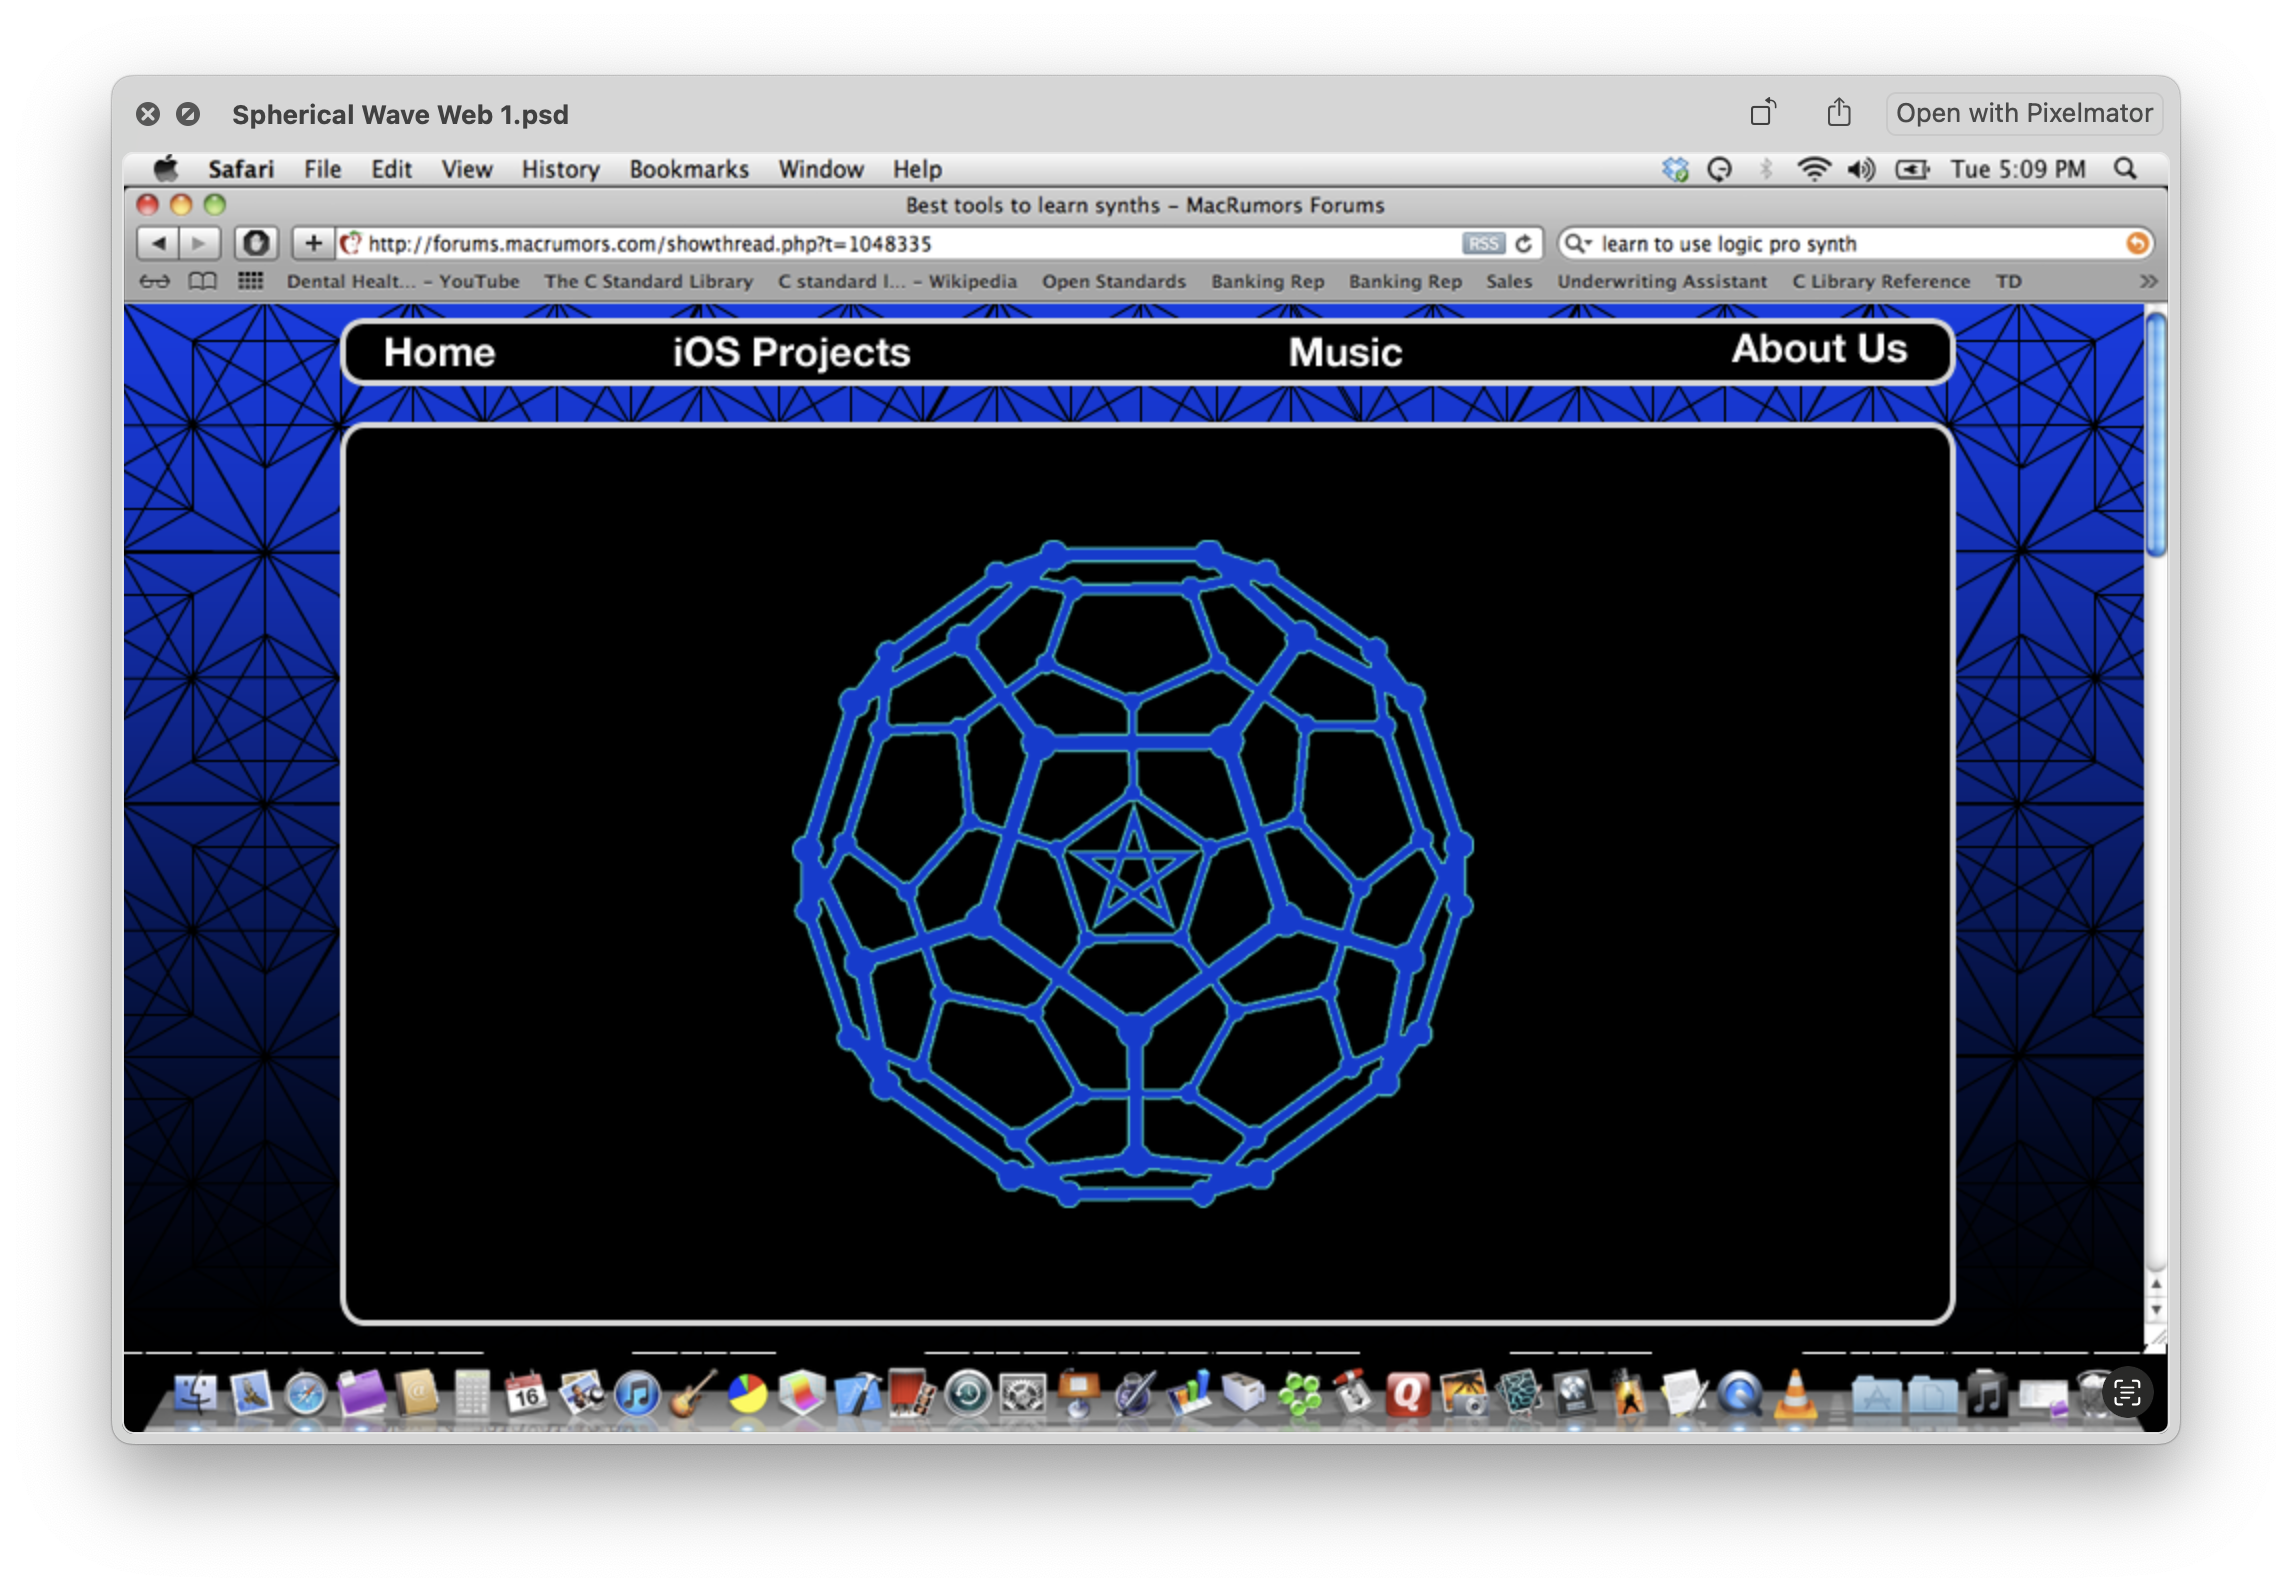 Spherical Wave Web 1.psd
Open with Pixelmator
Safari File Edit View History Bookmarks Window Help Tue 5:09 PM
Best tools to learn synths – MacRumors Forums
+ http://forums.macrumors.com/showthread.php?t=1048335 RSS learn to use logic pro synth
Dental Healt... – YouTube The C Standard Library C standard l... – Wikipedia Open Standards Banking Rep Banking Rep Sales Underwriting Assistant C Library Reference TD »
Home iOS Projects Music About Us
16 Q